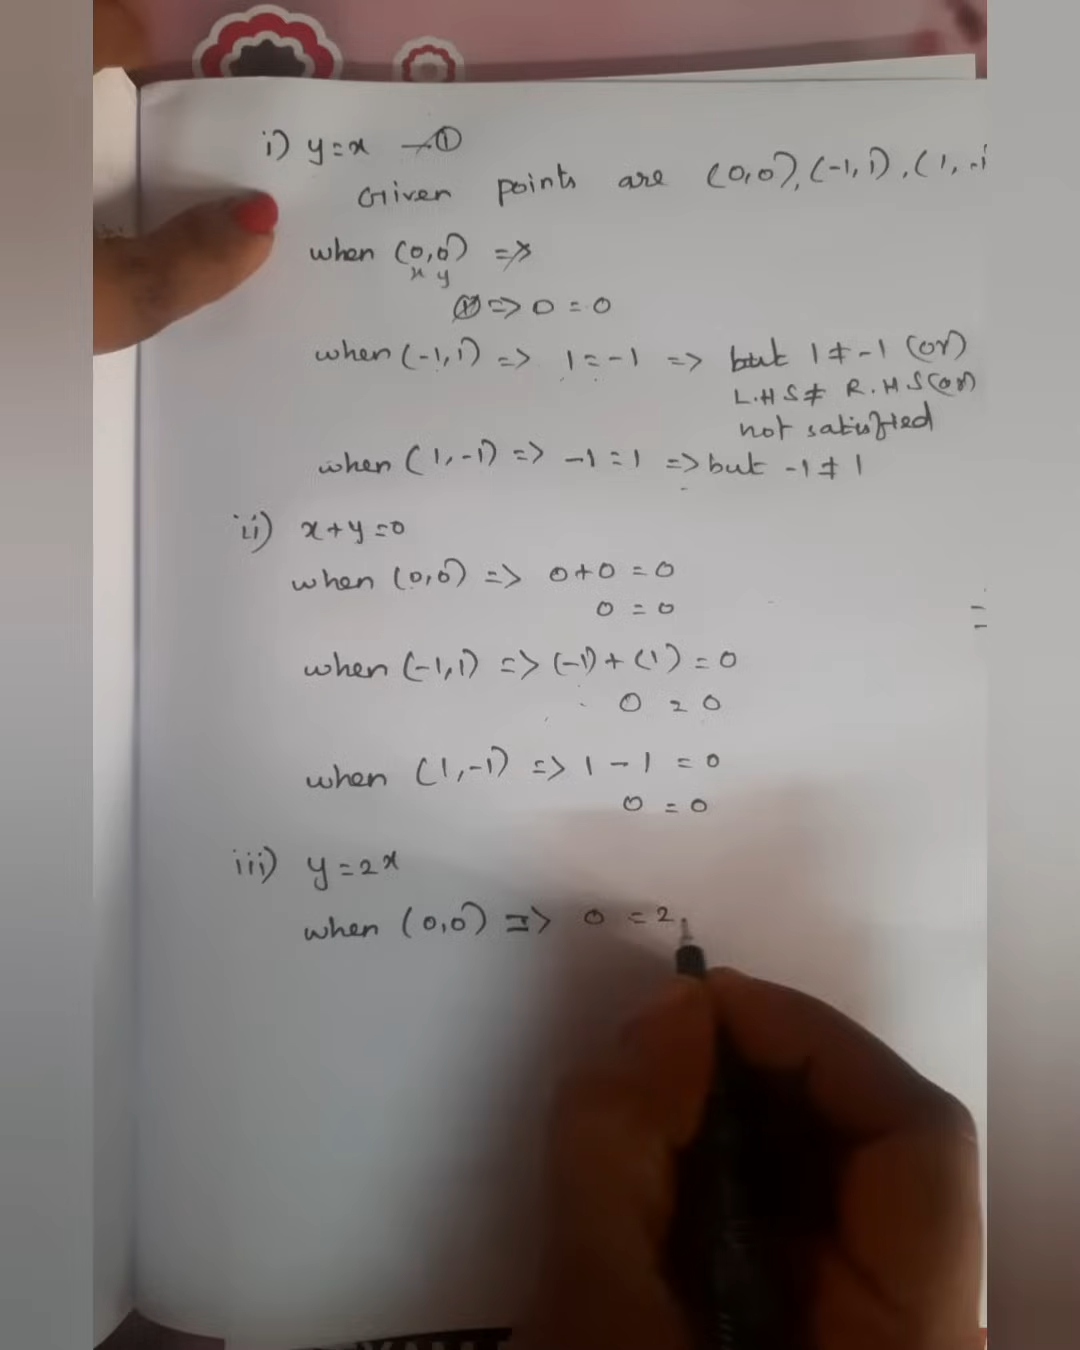 i) y=x —①
Given points are (0,0), (-1,1), (1,-1
when (0,0) =>
x y
① => 0 = 0
when (-1,1) => 1 = -1 => but 1 ≠ -1 (or)
L.H.S ≠ R.H.S (or)
not satisfied
when (1,-1) => -1 = 1 => but -1 ≠ 1
ii) x+y=0
when (0,0) => 0+0 = 0
0 = 0
when (-1,1) => (-1)+(1) = 0
0 = 0
when (1,-1) => 1-1 = 0
0 = 0
iii) y=2x
when (0,0) => 0 = 2